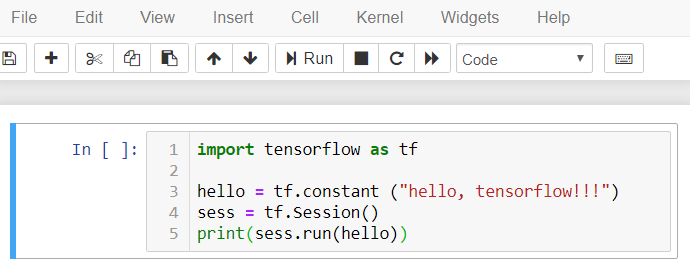 File Edit View Insert Cell Kernel Widgets Help
Run Code
In [ ]:
1 import tensorflow as tf
2
3 hello = tf.constant ("hello, tensorflow!!!")
4 sess = tf.Session()
5 print(sess.run(hello))